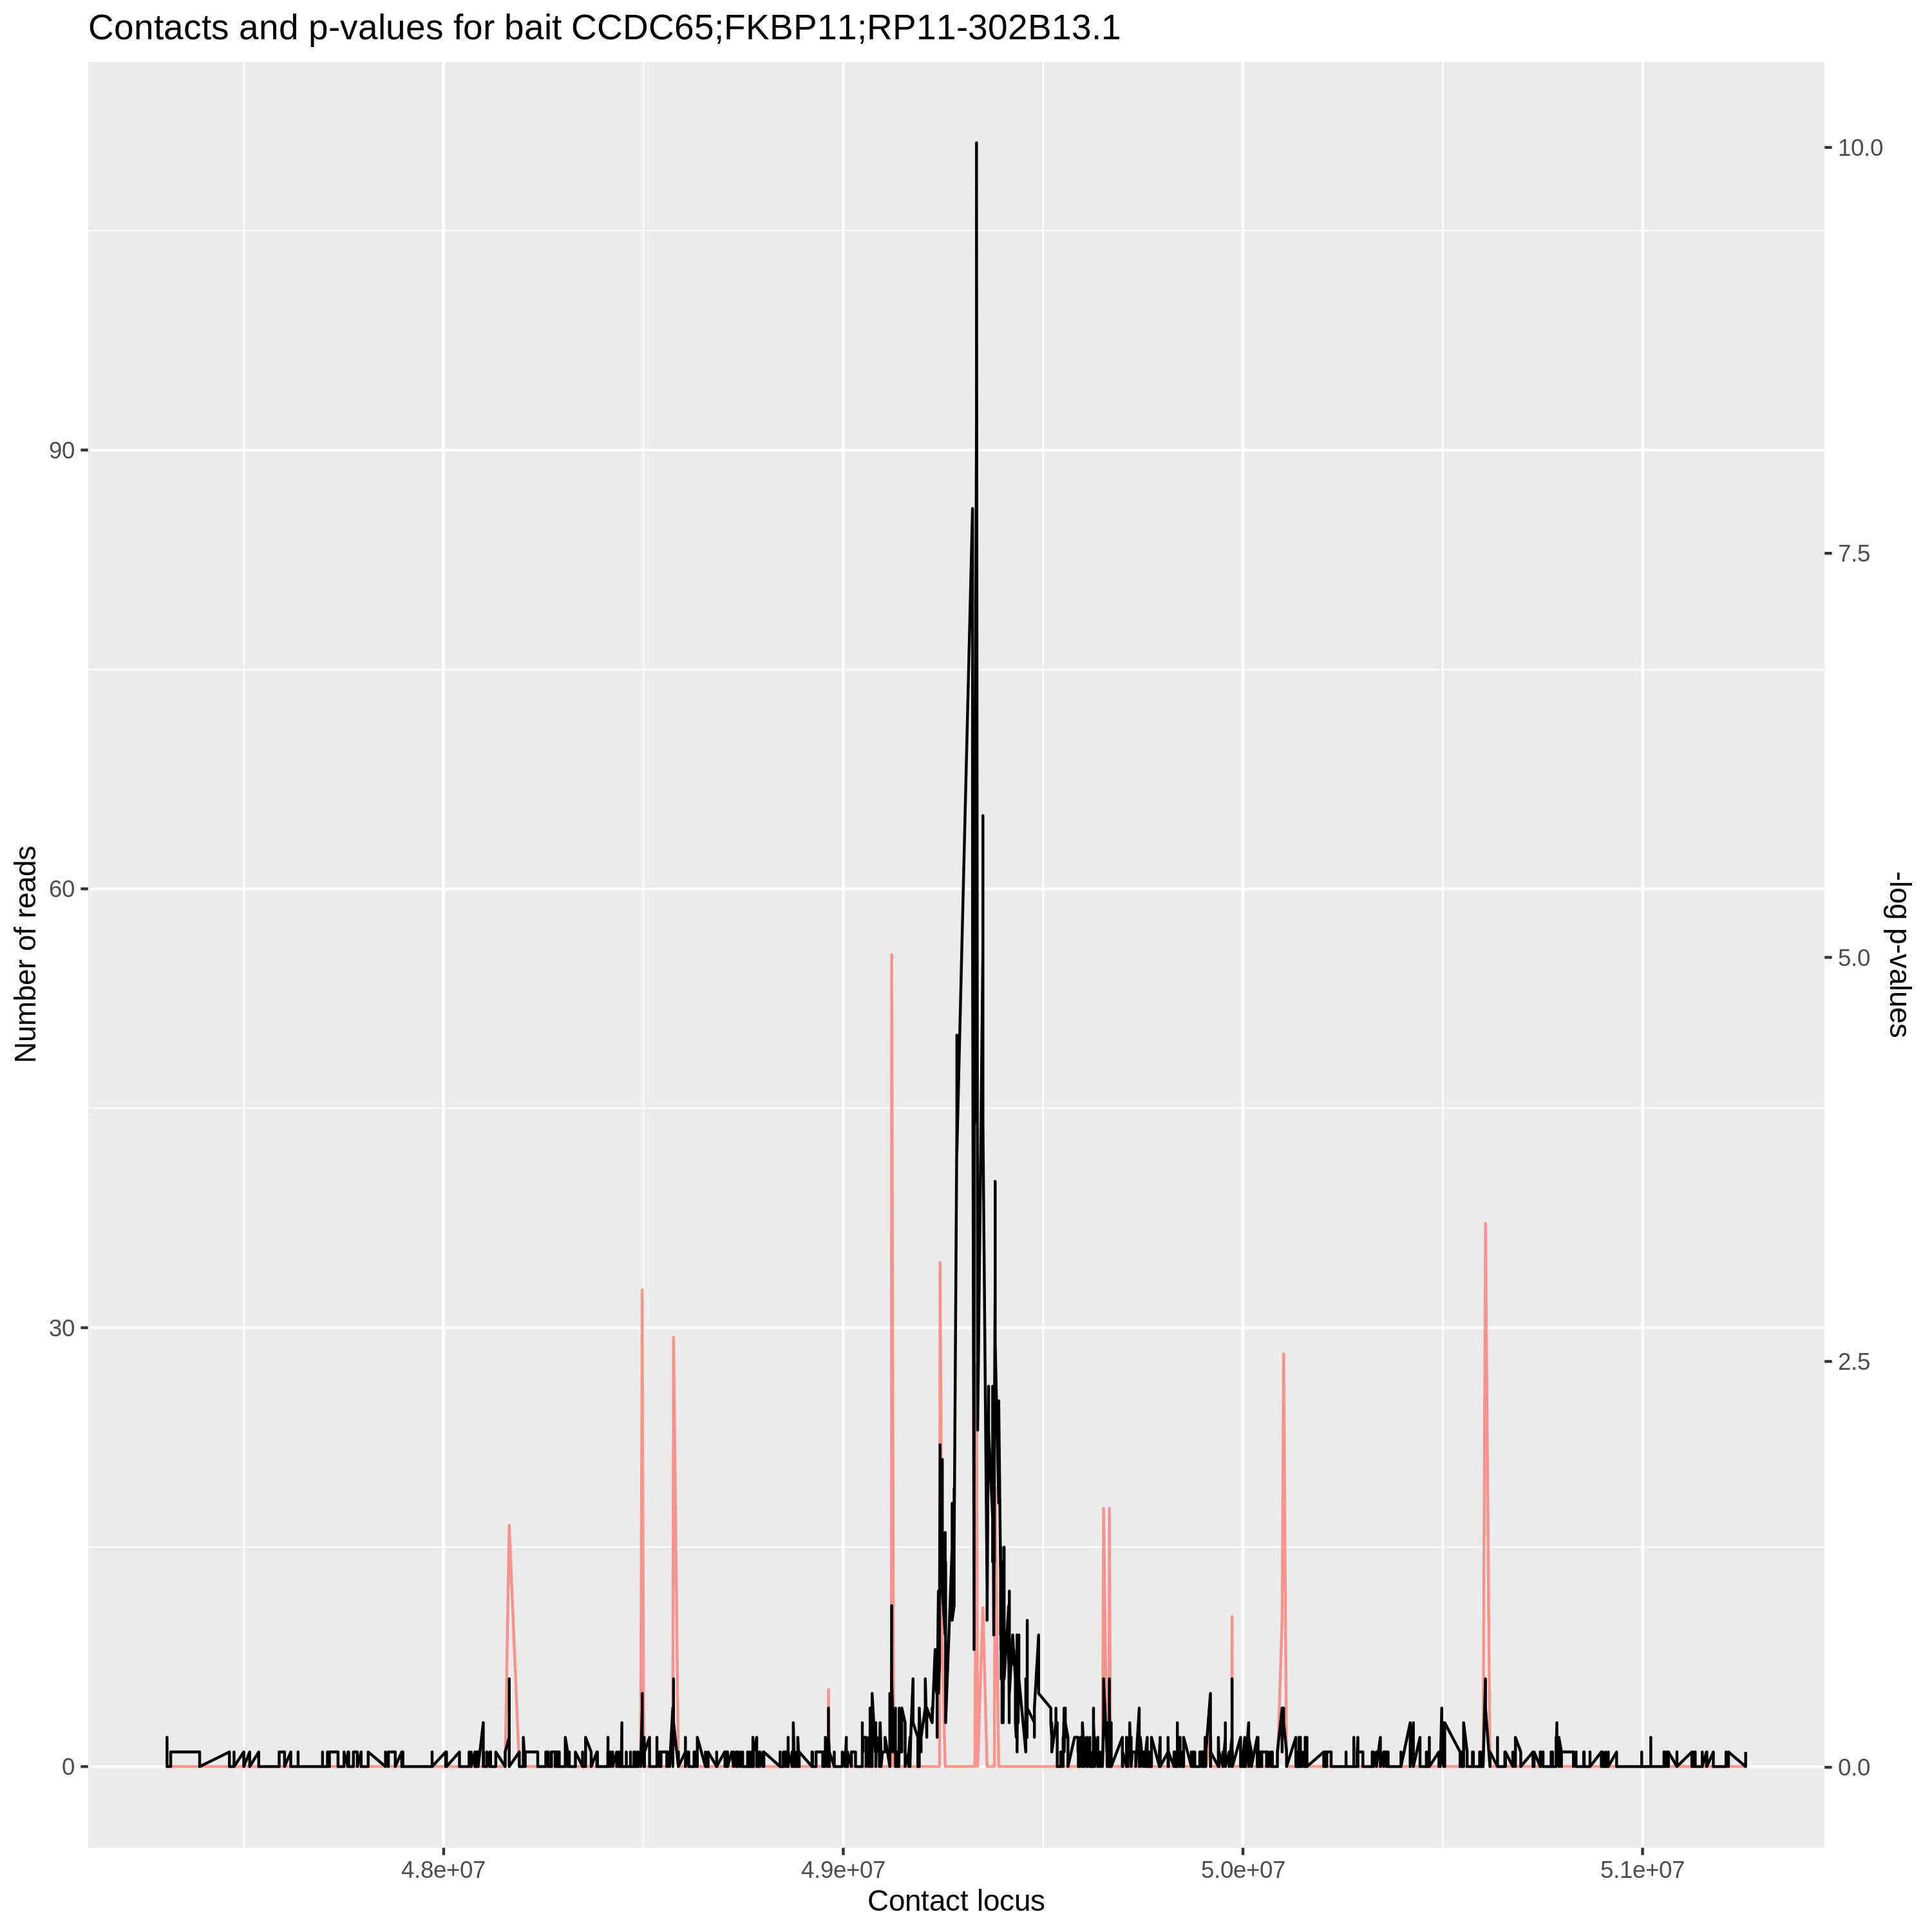 Contacts and p-values for bait CCDC65;FKBP11;RP11-302B13.1
Number of reads
90
60
30
0
10.0
7.5
5.0
2.5
0.0
-log p-values
4.8e+07
4.9e+07
5.0e+07
5.1e+07
Contact locus